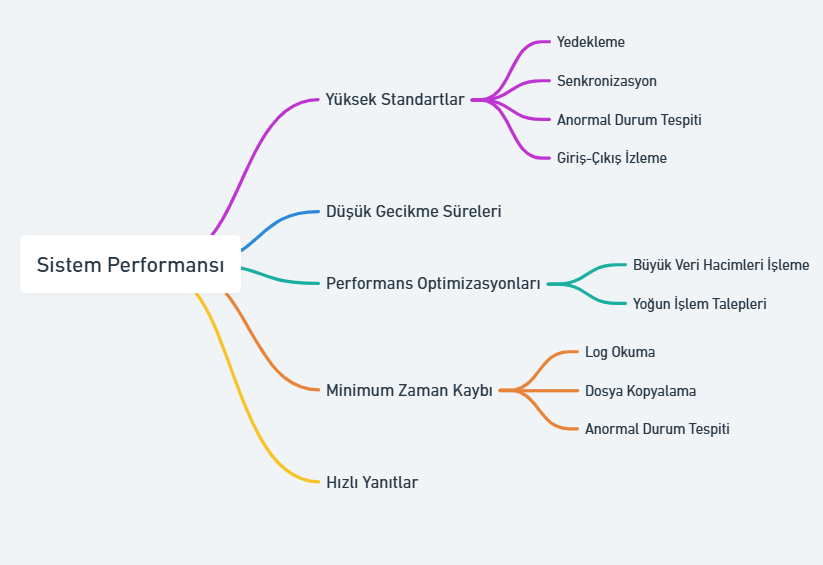 Sistem Performansı
Yüksek Standartlar
Yedekleme
Senkronizasyon
Anormal Durum Tespiti
Giriş-Çıkış İzleme
Düşük Gecikme Süreleri
Performans Optimizasyonları
Büyük Veri Hacimleri İşleme
Yoğun İşlem Talepleri
Minimum Zaman Kaybı
Log Okuma
Dosya Kopyalama
Anormal Durum Tespiti
Hızlı Yanıtlar